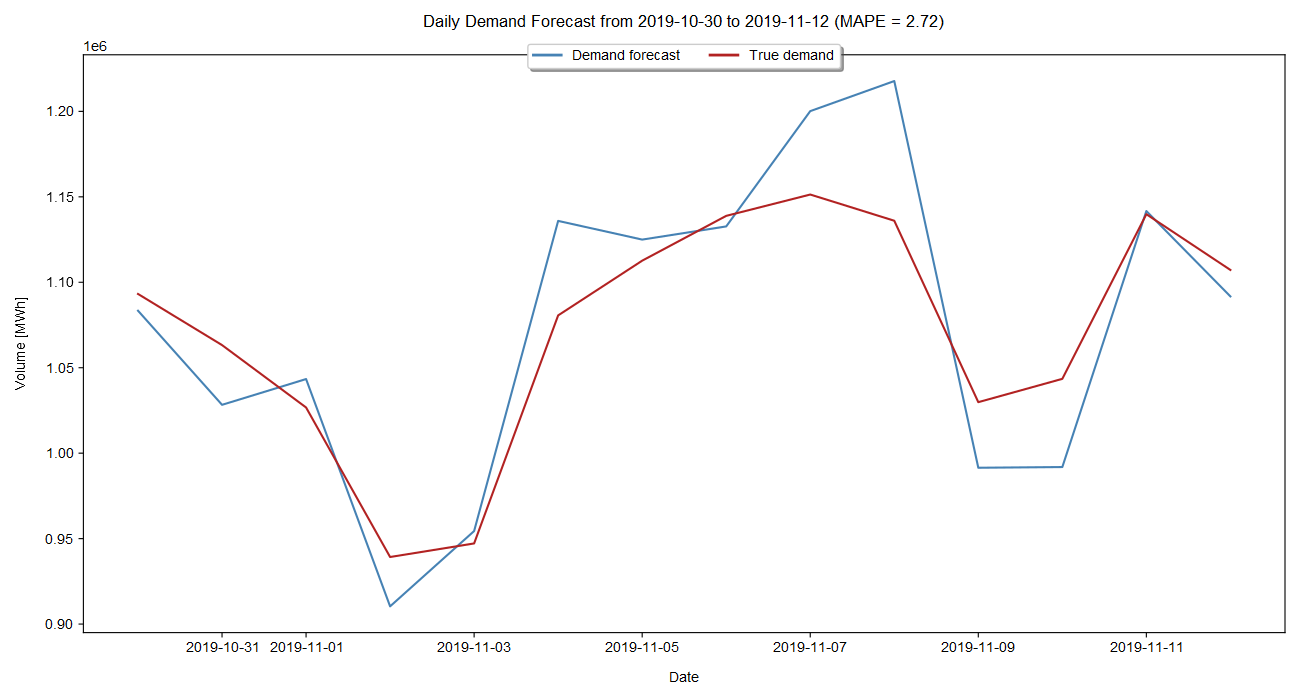 Daily Demand Forecast from 2019-10-30 to 2019-11-12 (MAPE = 2.72)
1e6
Demand forecast True demand
1.20
1.15
1.10
1.05
1.00
0.95
0.90
Volume [MWh]
2019-10-31 2019-11-01 2019-11-03 2019-11-05 2019-11-07 2019-11-09 2019-11-11
Date